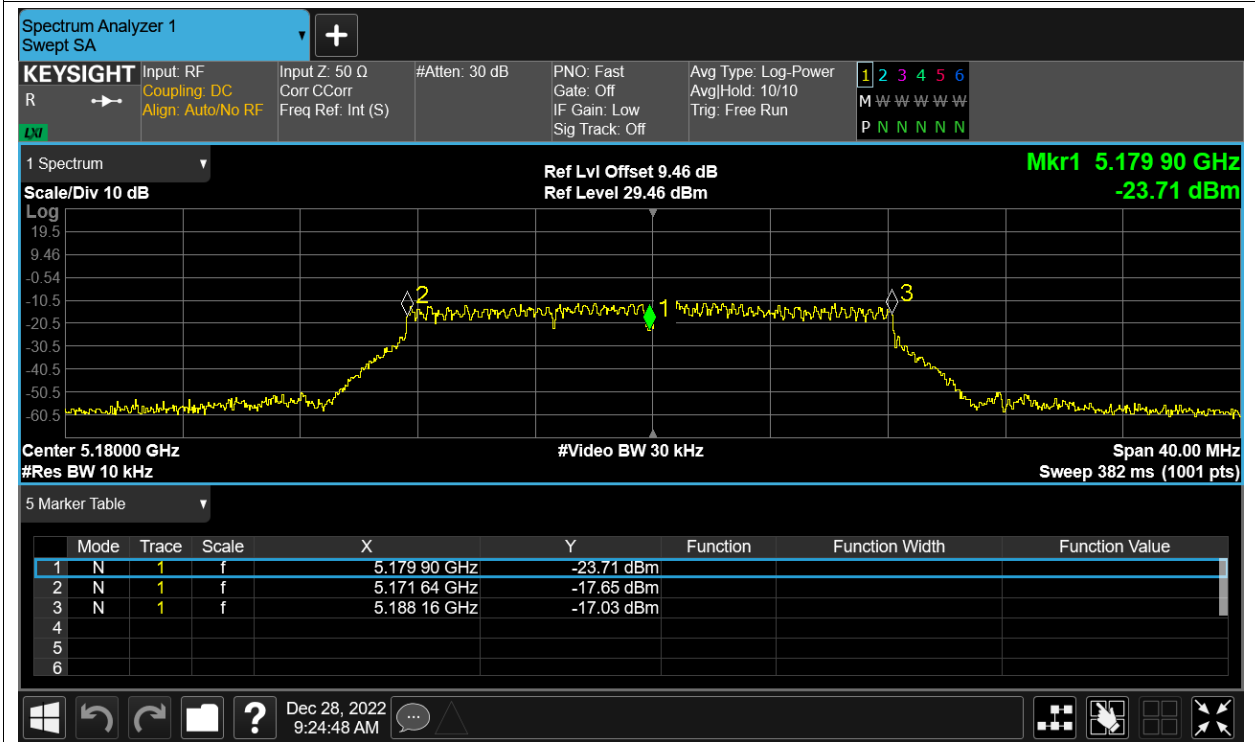 Spectrum Analyzer 1
Swept SA
+
KEYSIGHT
R
LXI
Input: RF
Coupling: DC
Align: Auto/No RF
Input Z: 50 Ω
Corr CCorr
Freq Ref: Int (S)
#Atten: 30 dB
PNO: Fast
Gate: Off
IF Gain: Low
Sig Track: Off
Avg Type: Log-Power
Avg|Hold: 10/10
Trig: Free Run
1 2 3 4 5 6
M W W W W W
P N N N N N
1 Spectrum
Scale/Div 10 dB
Ref Lvl Offset 9.46 dB
Ref Level 29.46 dBm
Mkr1 5.179 90 GHz
-23.71 dBm
Log
19.5
9.46
-0.54
-10.5
-20.5
-30.5
-40.5
-50.5
-60.5
2
1
3
Center 5.18000 GHz
#Res BW 10 kHz
#Video BW 30 kHz
Span 40.00 MHz
Sweep 382 ms (1001 pts)
5 Marker Table
Mode Trace Scale X Y Function Function Width Function Value
1 N 1 f 5.179 90 GHz -23.71 dBm
2 N 1 f 5.171 64 GHz -17.65 dBm
3 N 1 f 5.188 16 GHz -17.03 dBm
4
5
6
?
Dec 28, 2022
9:24:48 AM